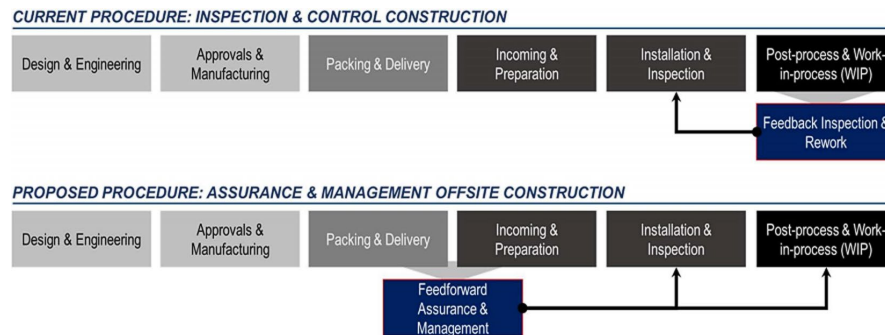 CURRENT PROCEDURE: INSPECTION & CONTROL CONSTRUCTION
Design & Engineering
Approvals &
Manufacturing
Packing & Delivery
Incoming &
Preparation
Installation &
Inspection
Post-process & Work-
in-process (WIP)
Feedback Inspection &
Rework
PROPOSED PROCEDURE: ASSURANCE & MANAGEMENT OFFSITE CONSTRUCTION
Design & Engineering
Approvals &
Manufacturing
Packing & Delivery
Incoming &
Preparation
Installation &
Inspection
Post-process & Work-
in-process (WIP)
Feedforward
Assurance &
Management